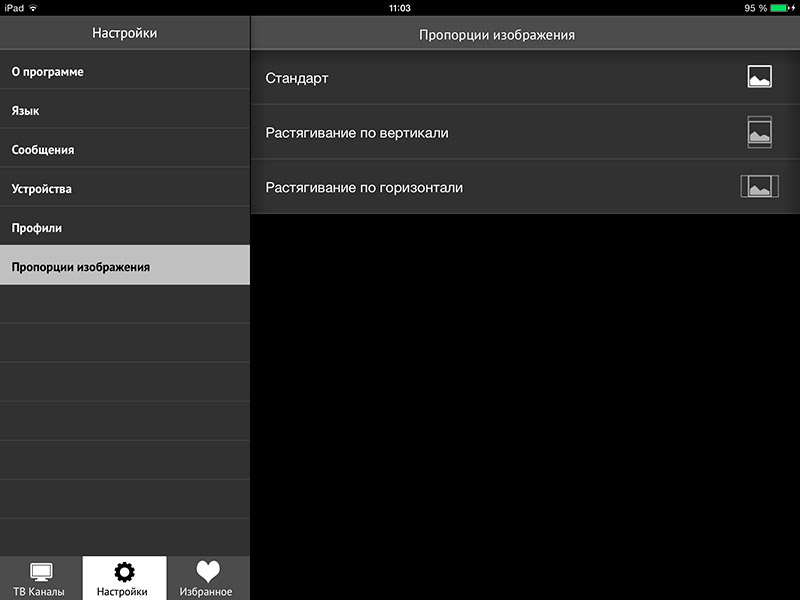 iPad
11:03
95 %
Настройки
О программе
Язык
Сообщения
Устройства
Профили
Пропорции изображения
Пропорции изображения
Стандарт
Растягивание по вертикали
Растягивание по горизонтали
ТВ Каналы
Настройки
Избранное